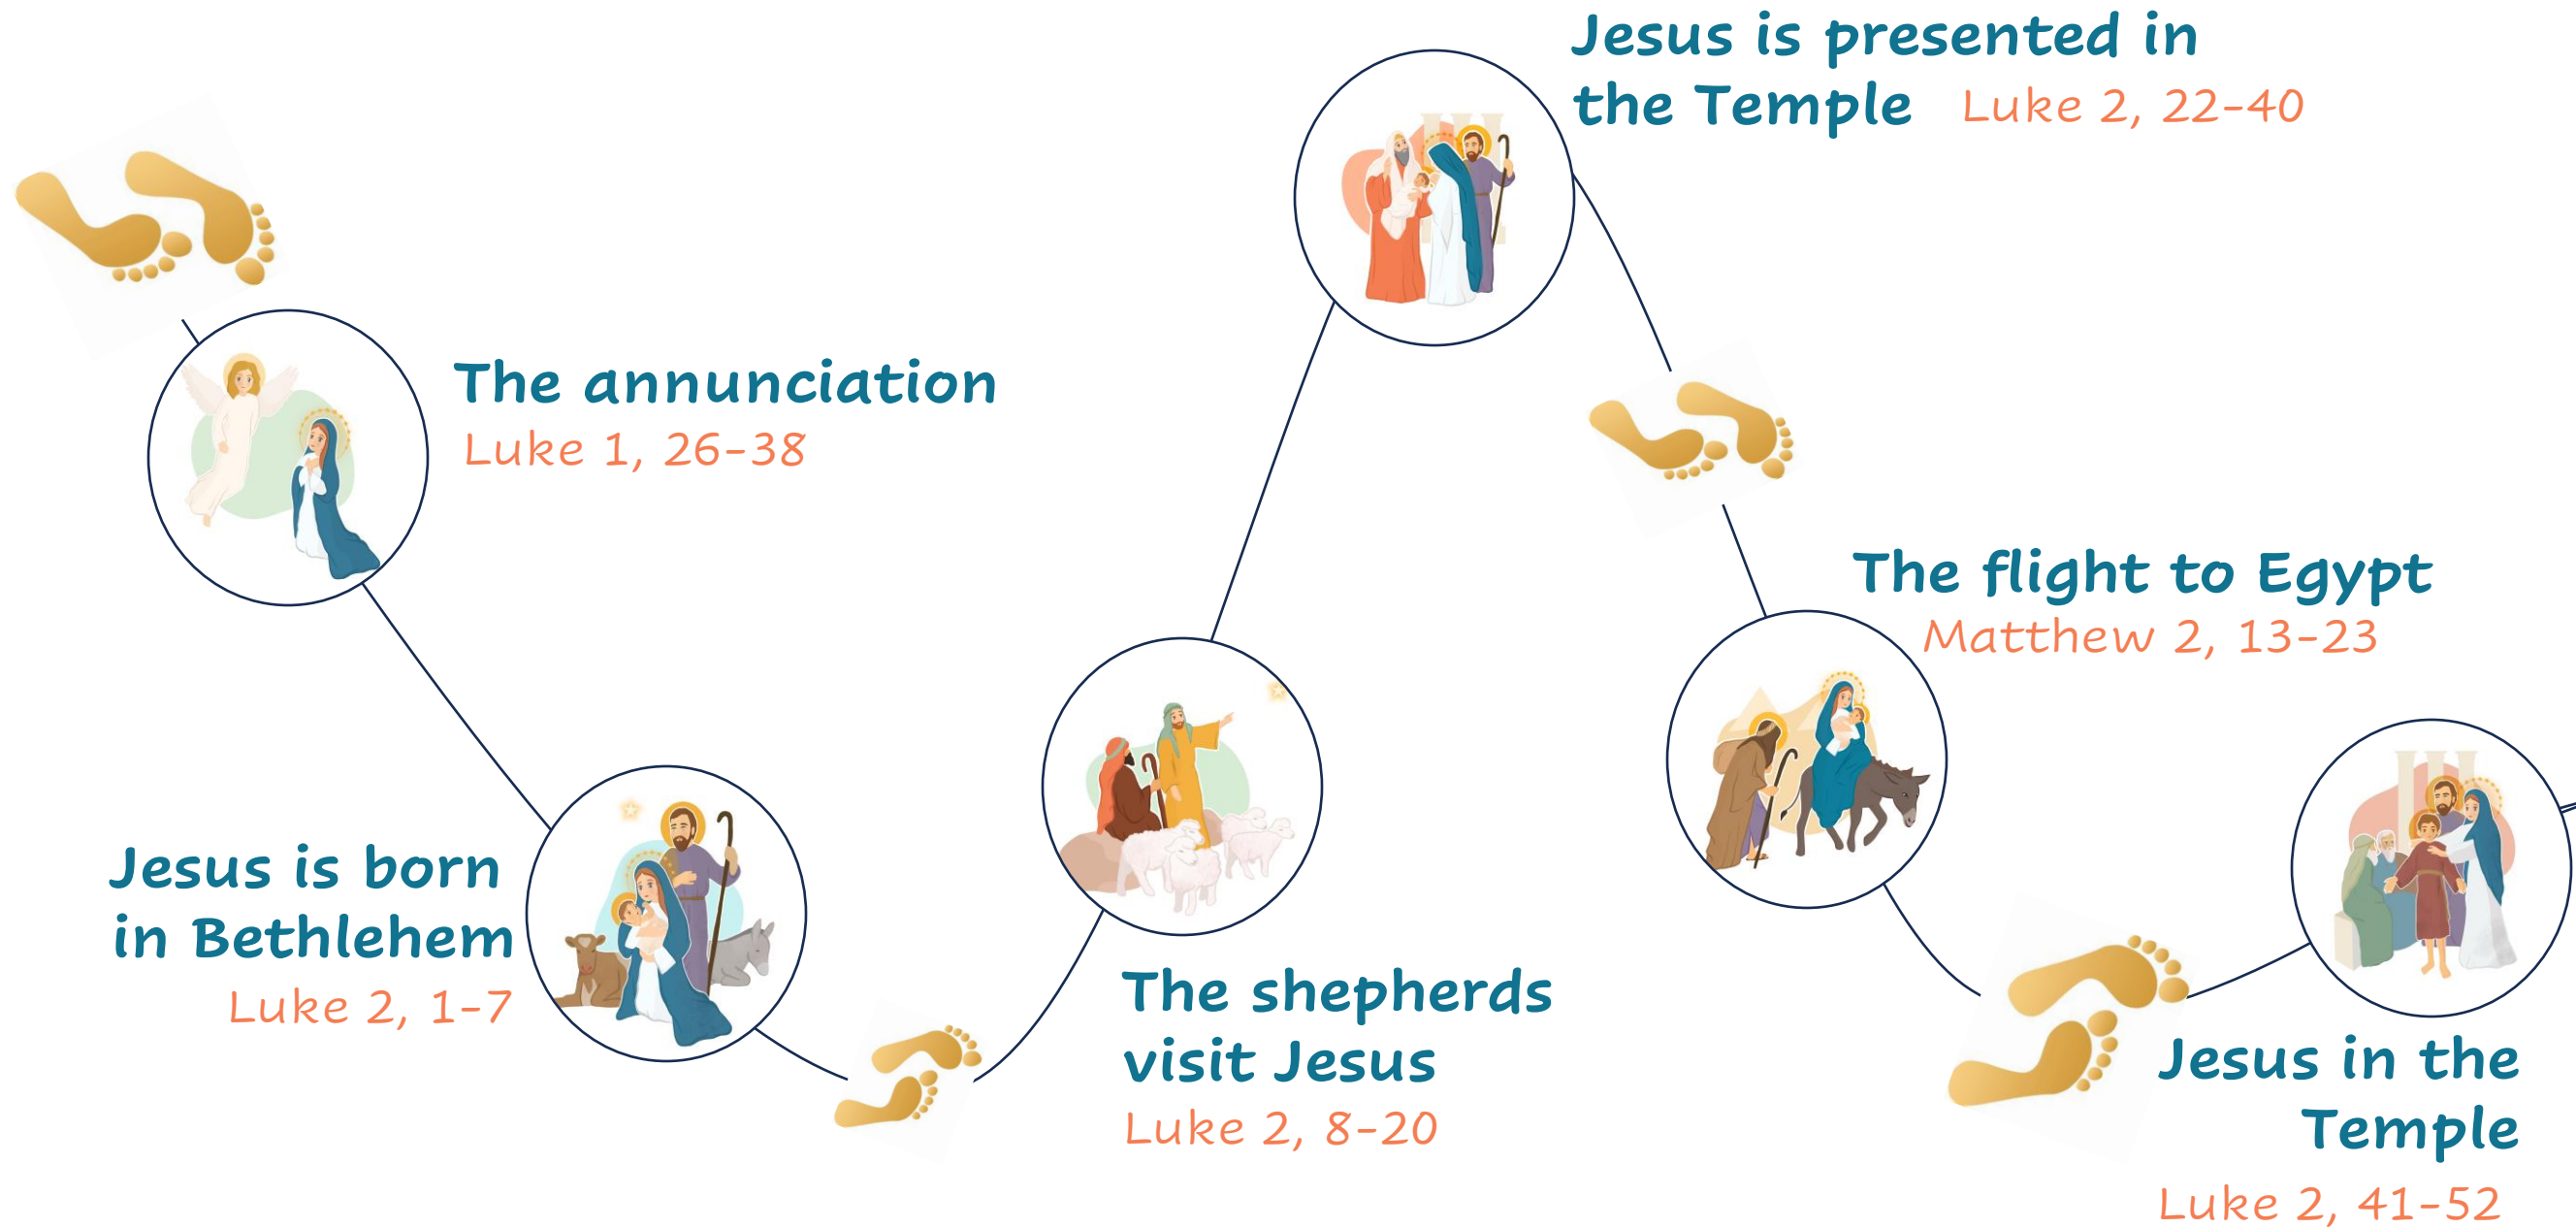 The annunciation
Luke 1, 26-38
Jesus is born
in Bethlehem
Luke 2, 1-7
The shepherds
visit Jesus
Luke 2, 8-20
Jesus is presented in
the Temple Luke 2, 22-40
The flight to Egypt
Matthew 2, 13-23
Jesus in the
Temple
Luke 2, 41-52